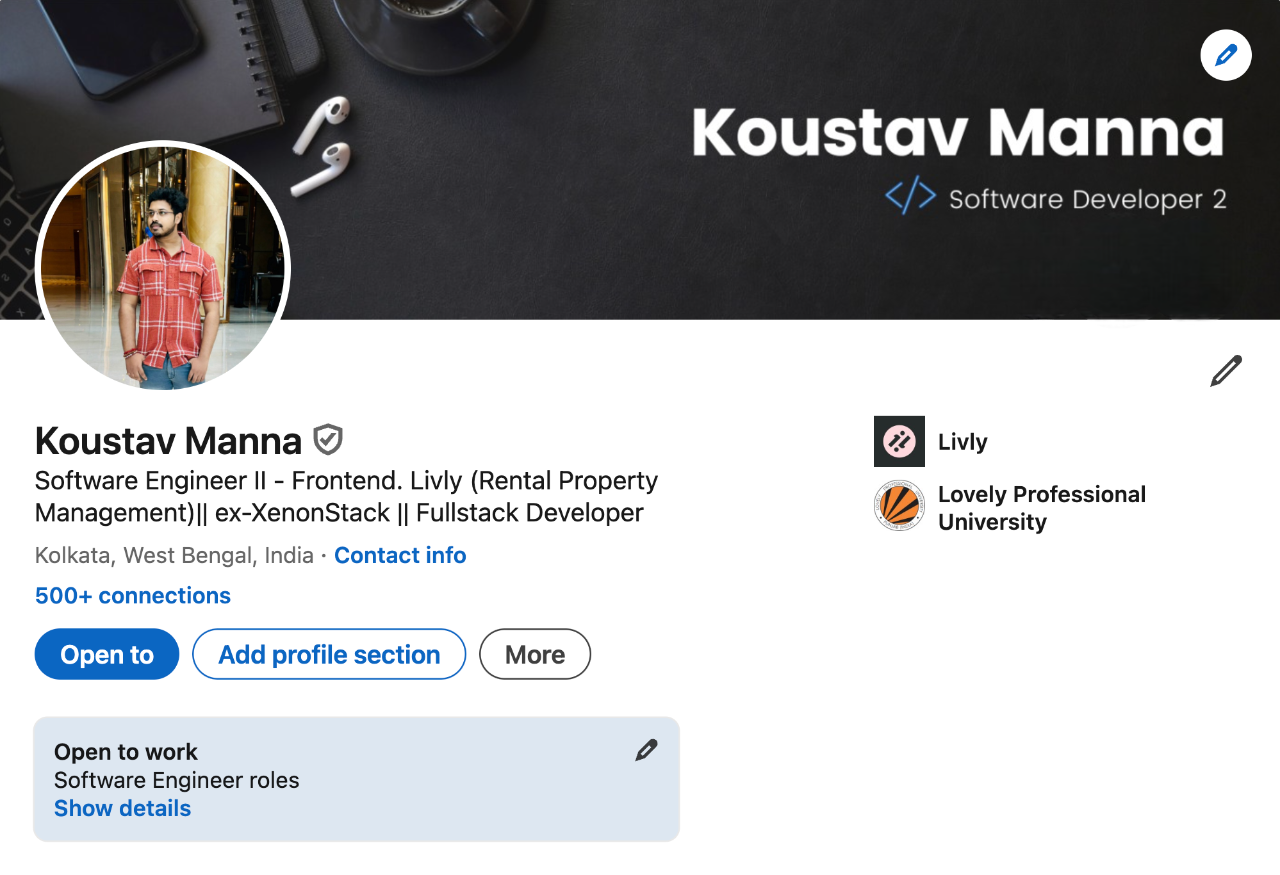 Koustav Manna
</> Software Developer 2
Koustav Manna
Software Engineer II - Frontend. Livly (Rental Property
Management)|| ex-XenonStack || Fullstack Developer
Kolkata, West Bengal, India · Contact info
500+ connections
Open to
Add profile section
More
Livly
Lovely Professional
University
Open to work
Software Engineer roles
Show details